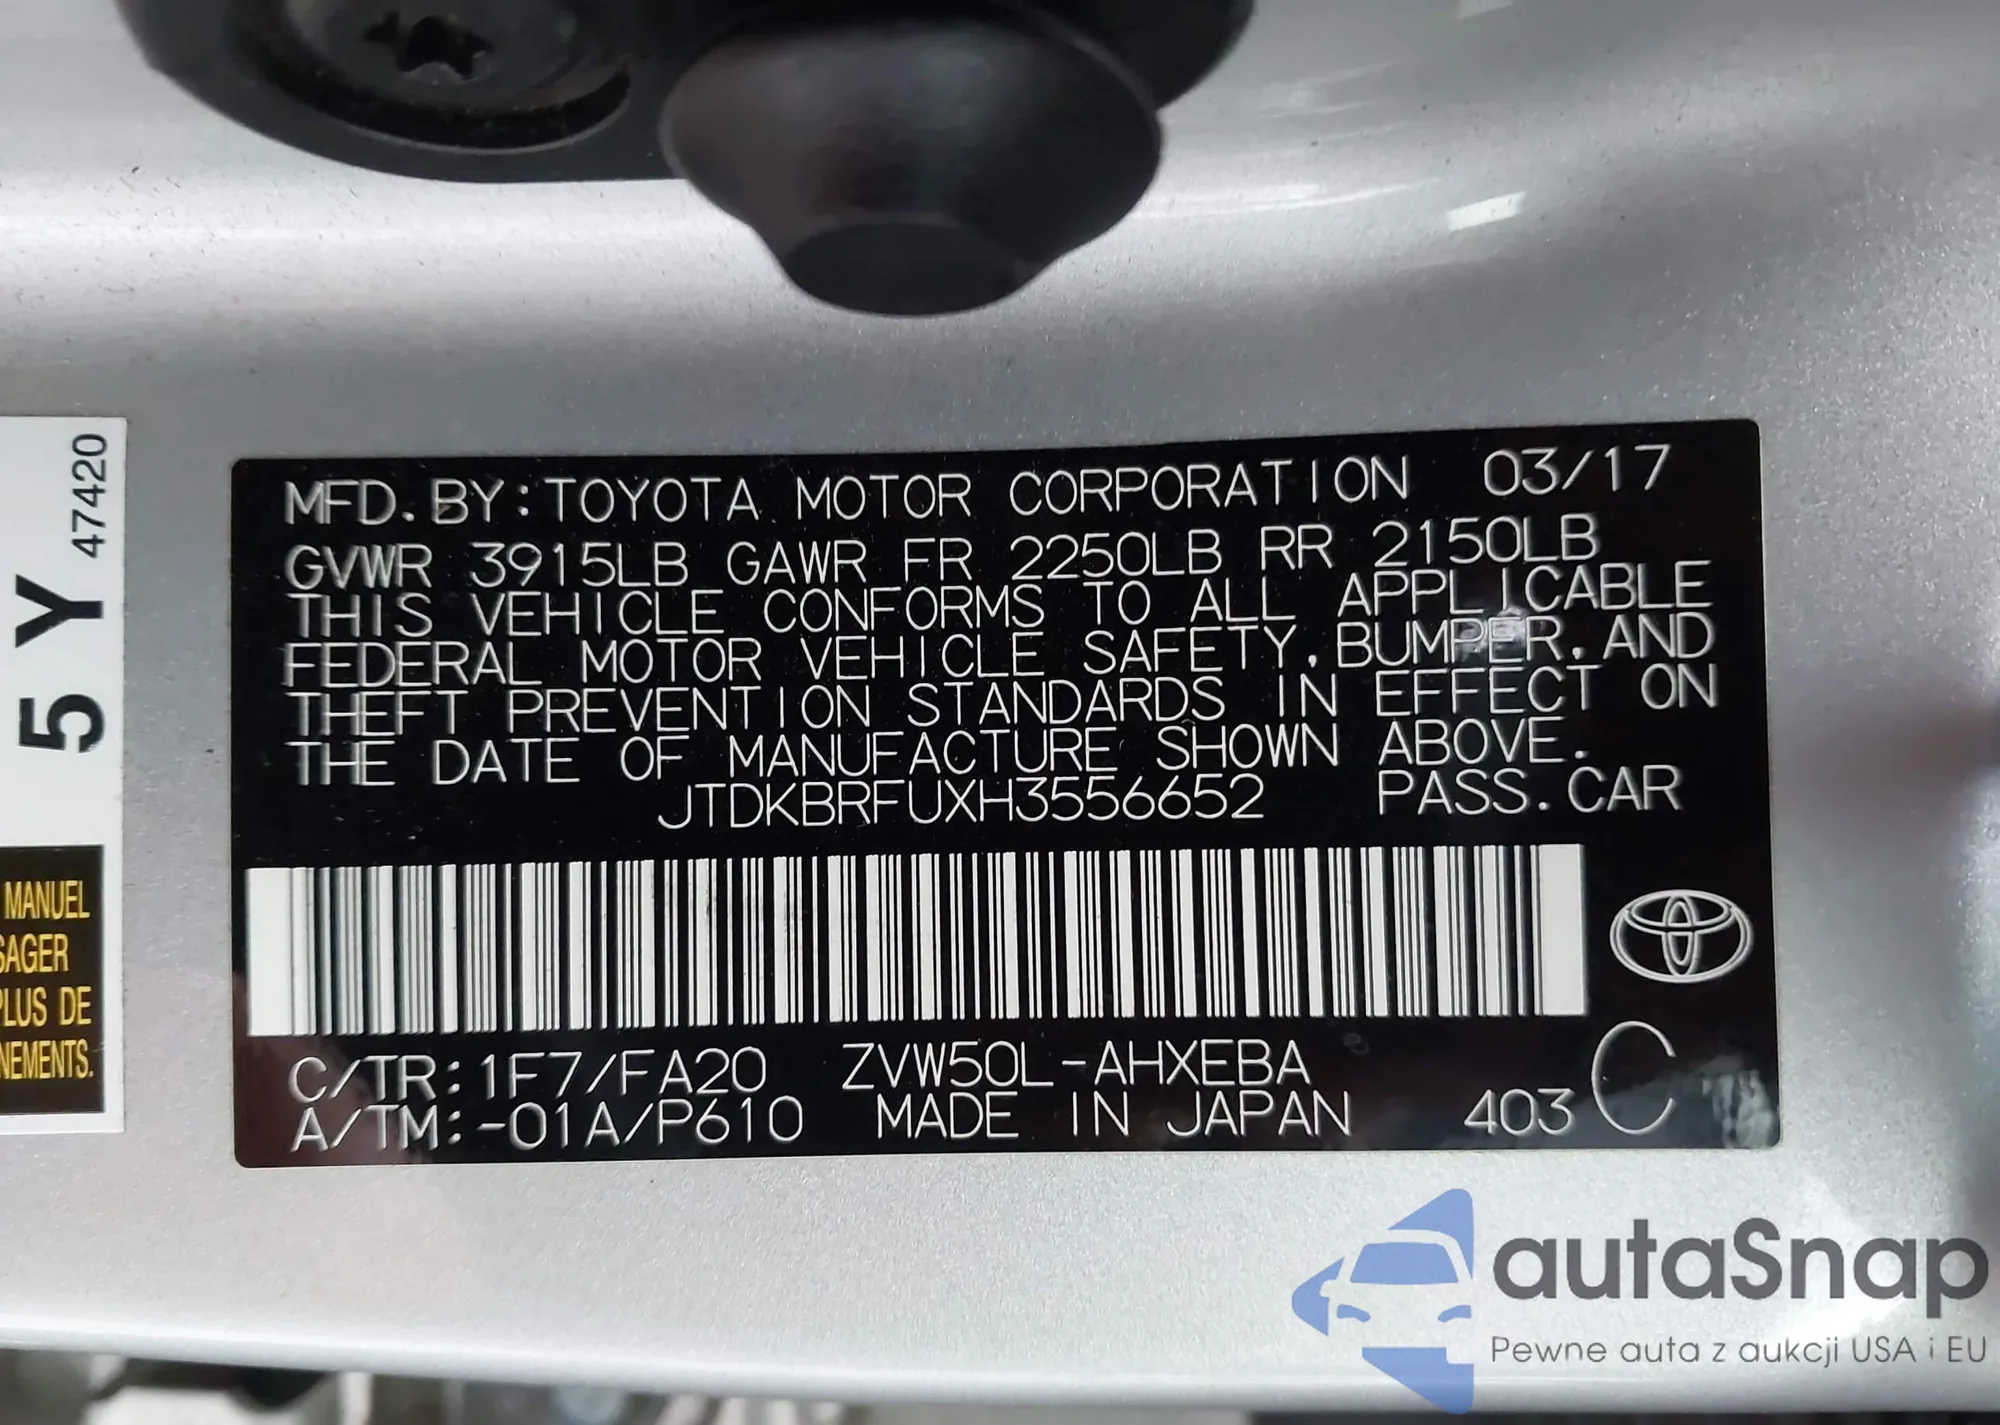 MFD. BY: TOYOTA MOTOR CORPORATION 03/17
GVWR 3915LB GAWR FR 2250LB RR 2150LB
THIS VEHICLE CONFORMS TO ALL APPLICABLE
FEDERAL MOTOR VEHICLE SAFETY, BUMPER, AND
THEFT PREVENTION STANDARDS IN EFFECT ON
THE DATE OF MANUFACTURE SHOWN ABOVE.
JTDKBRFUXH3556652 PASS. CAR
C/TR: 1F7/FA20 ZVW50L-AHXEBA
A/TM: -01A/P610 MADE IN JAPAN 403 C
5Y 47420
MANUEL
SAGER
PLUS DE
NEMENTS.
autaSnap
Pewne auta z aukcji USA i EU